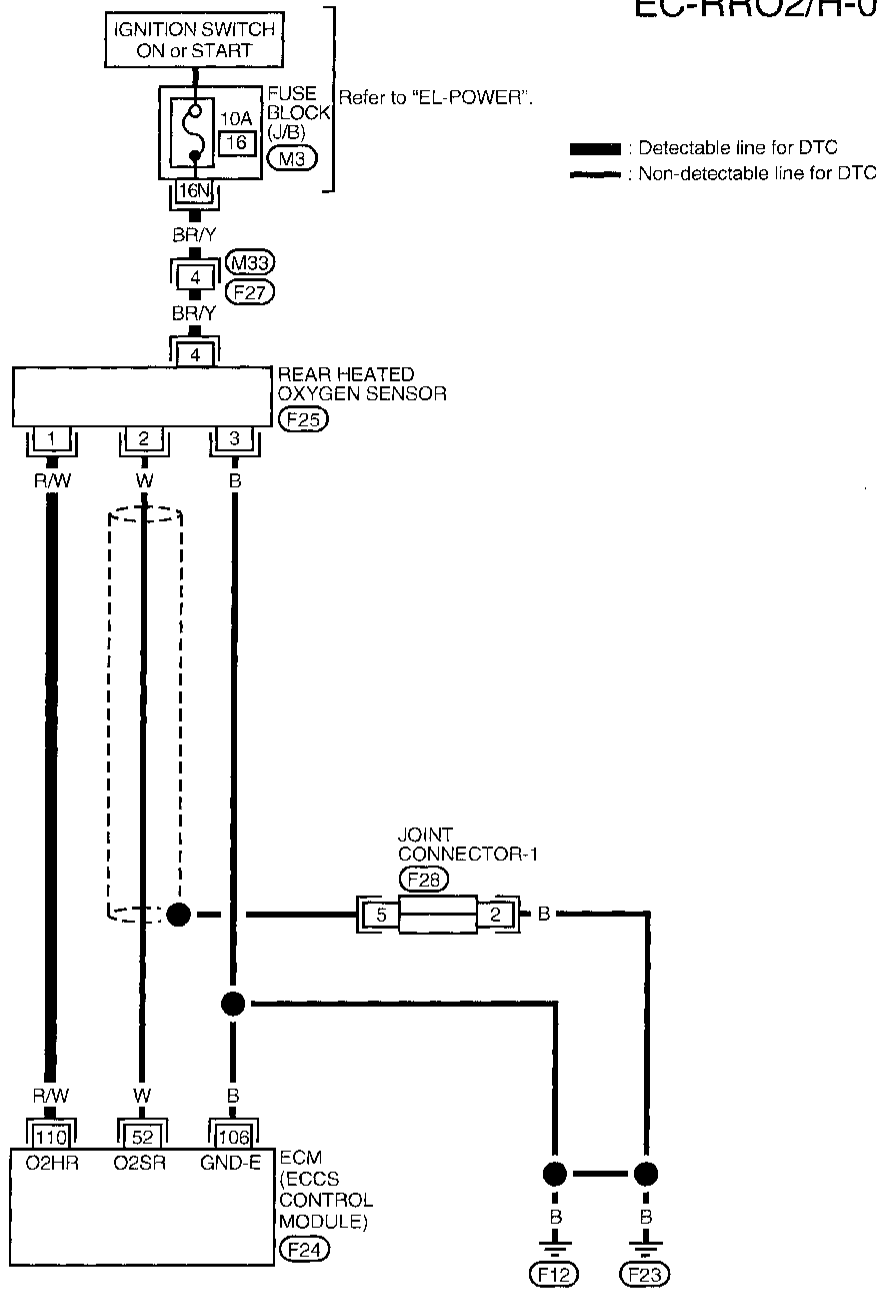 EC-RRO2/H-0
IGNITION SWITCH
ON or START
FUSE
BLOCK
(J/B)
M3
10A
16
16N
Refer to "EL-POWER".
: Detectable line for DTC
: Non-detectable line for DTC
BR/Y
4
M33
F27
BR/Y
4
REAR HEATED
OXYGEN SENSOR
F25
1 2 3
R/W W B
JOINT
CONNECTOR-1
F28
5 2 B
R/W W B
110 52 106
O2HR O2SR GND-E
ECM
(ECCS
CONTROL
MODULE)
F24
B B
F12 F23